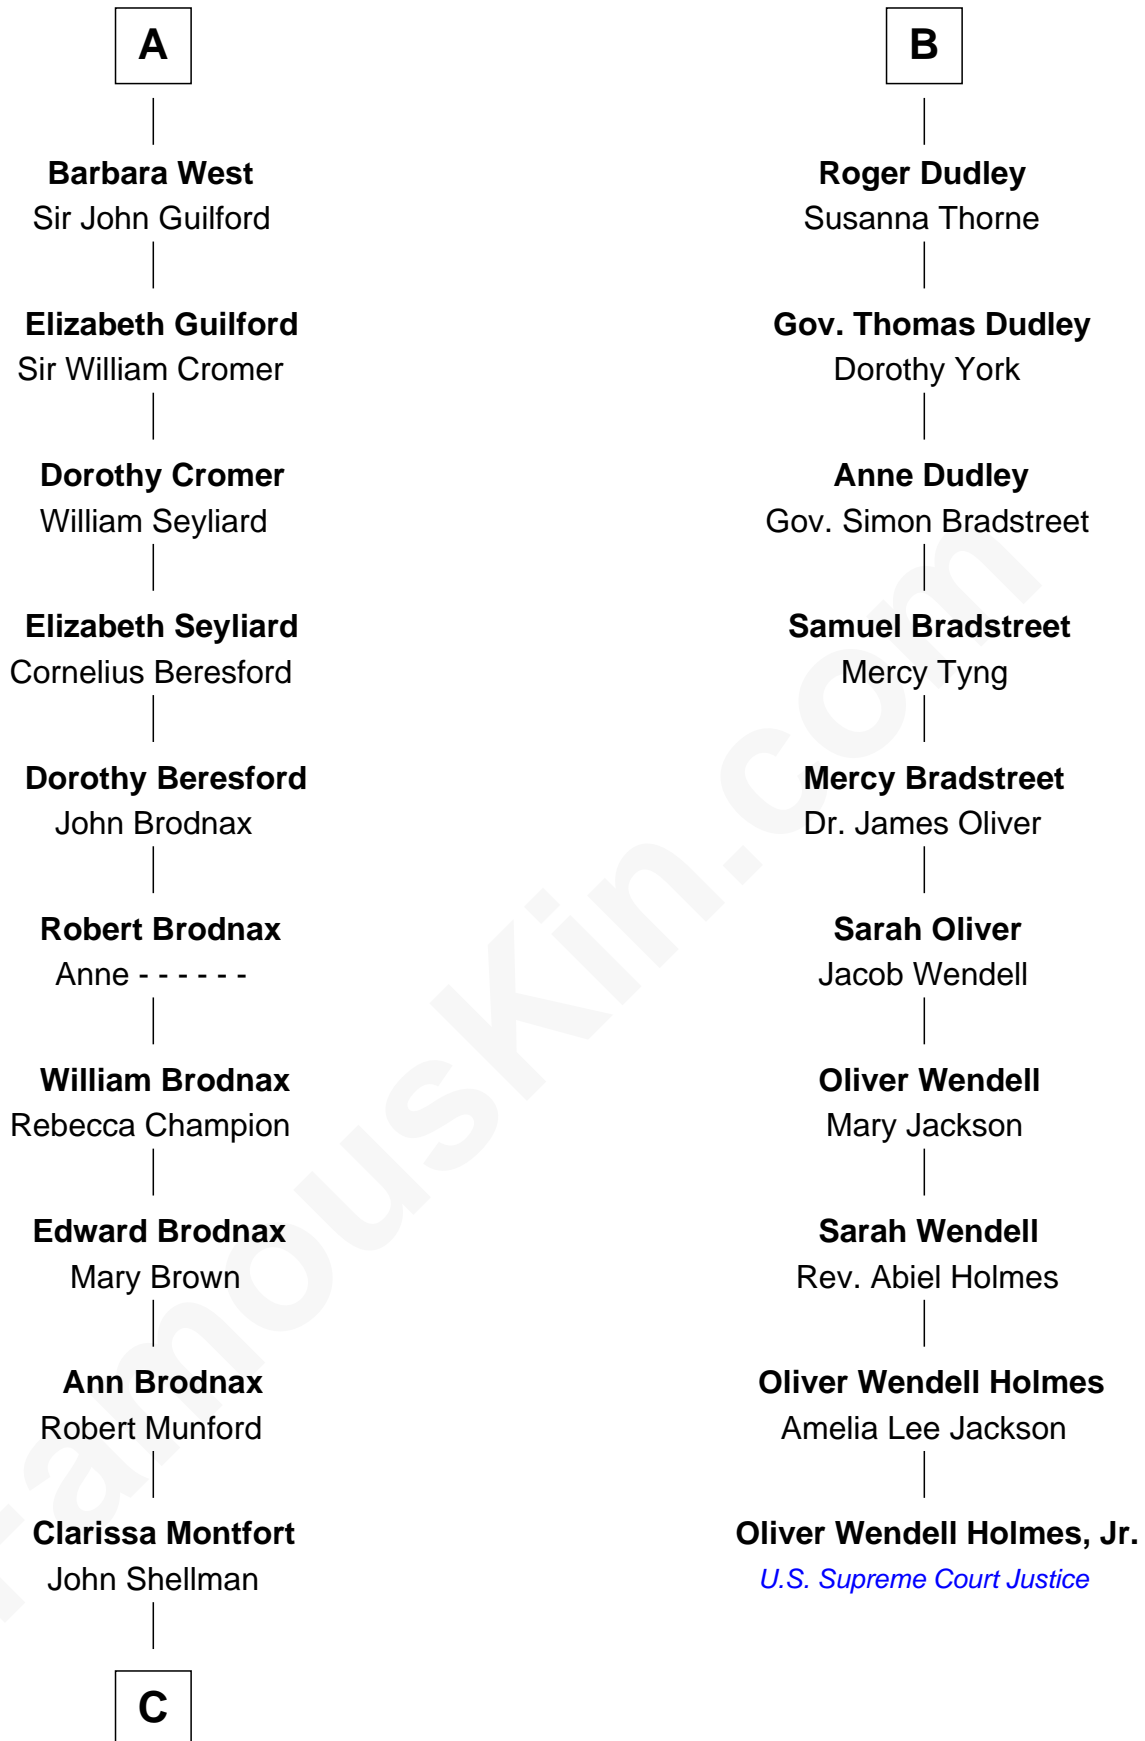 A
Barbara West
Sir John Guilford
Elizabeth Guilford
Sir William Cromer
Dorothy Cromer
William Seyliard
Elizabeth Seyliard
Cornelius Beresford
Dorothy Beresford
John Brodnax
Robert Brodnax
Anne - - - - - -
William Brodnax
Rebecca Champion
Edward Brodnax
Mary Brown
Ann Brodnax
Robert Munford
Clarissa Montfort
John Shellman
C
B
Roger Dudley
Susanna Thorne
Gov. Thomas Dudley
Dorothy York
Anne Dudley
Gov. Simon Bradstreet
Samuel Bradstreet
Mercy Tyng
Mercy Bradstreet
Dr. James Oliver
Sarah Oliver
Jacob Wendell
Oliver Wendell
Mary Jackson
Sarah Wendell
Rev. Abiel Holmes
Oliver Wendell Holmes
Amelia Lee Jackson
Oliver Wendell Holmes, Jr.
U.S. Supreme Court Justice
FamousKin.com